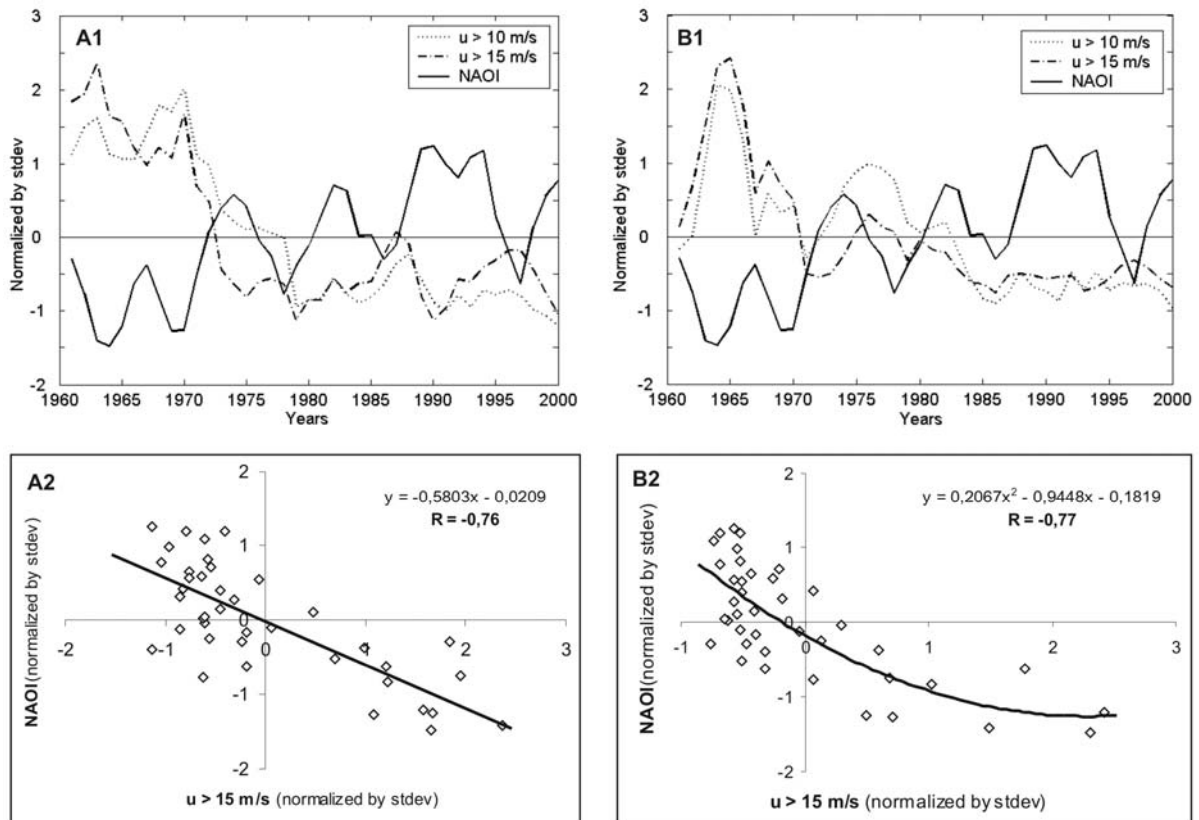 A1
u > 10 m/s
u > 15 m/s
NAOI
Normalized by stdev
3
2
1
0
-1
-2
1960 1965 1970 1975 1980 1985 1990 1995 2000
Years
B1
u > 10 m/s
u > 15 m/s
NAOI
Normalized by stdev
3
2
1
0
-1
-2
1960 1965 1970 1975 1980 1985 1990 1995 2000
Years
A2
y = -0,5803x - 0,0209
R = -0,76
NAOI(normalized by stdev)
2
1
0
-1
-2
-2 -1 0 1 2 3
u > 15 m/s (normalized by stdev)
B2
y = 0,2067x² - 0,9448x - 0,1819
R = -0,77
NAOI(normalized by stdev)
2
1
0
-1
-2
-1 0 1 2 3
u > 15 m/s (normalized by stdev)